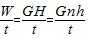 W/t = GH/t = Gnh/t